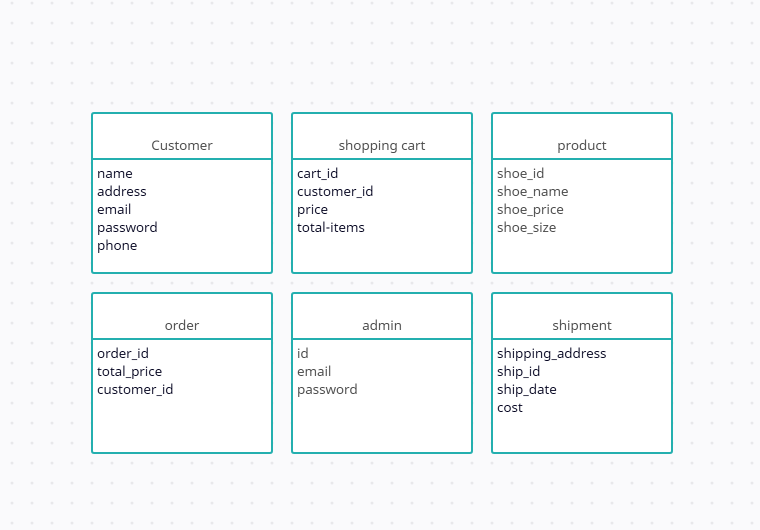 Customer
name
address
email
password
phone
shopping cart
cart_id
customer_id
price
total-items
product
shoe_id
shoe_name
shoe_price
shoe_size
order
order_id
total_price
customer_id
admin
id
email
password
shipment
shipping_address
ship_id
ship_date
cost